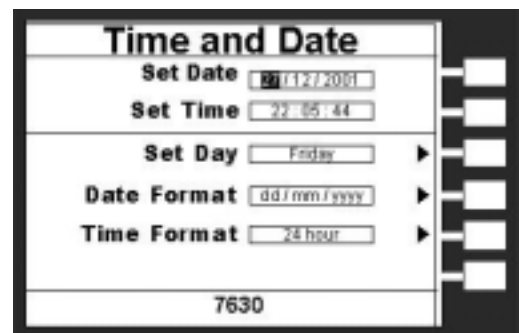 Time and Date
Set Date 27/12/2001
Set Time 22:05:44
Set Day Friday
Date Format dd/mm/yyyy
Time Format 24 hour
7630